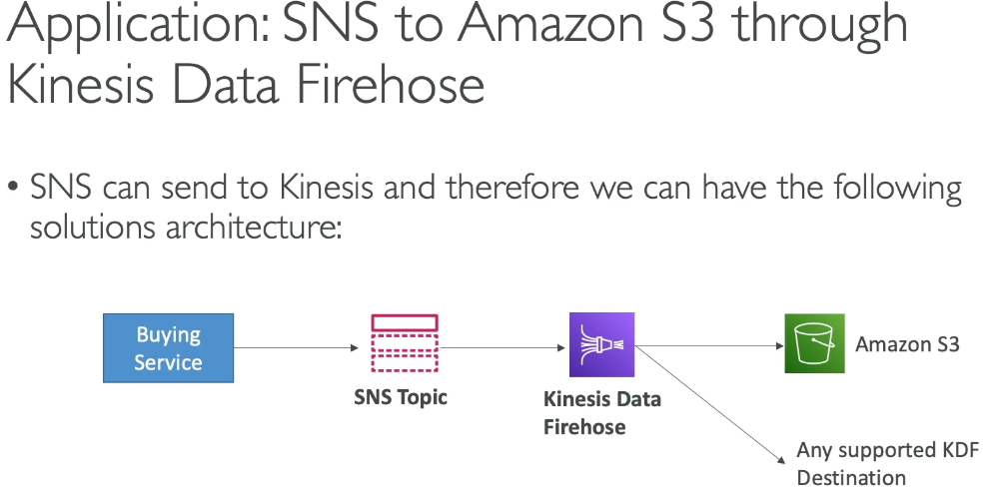 Application: SNS to Amazon S3 through
Kinesis Data Firehose
• SNS can send to Kinesis and therefore we can have the following
solutions architecture:
Buying
Service
SNS Topic
Kinesis Data
Firehose
Amazon S3
Any supported KDF
Destination